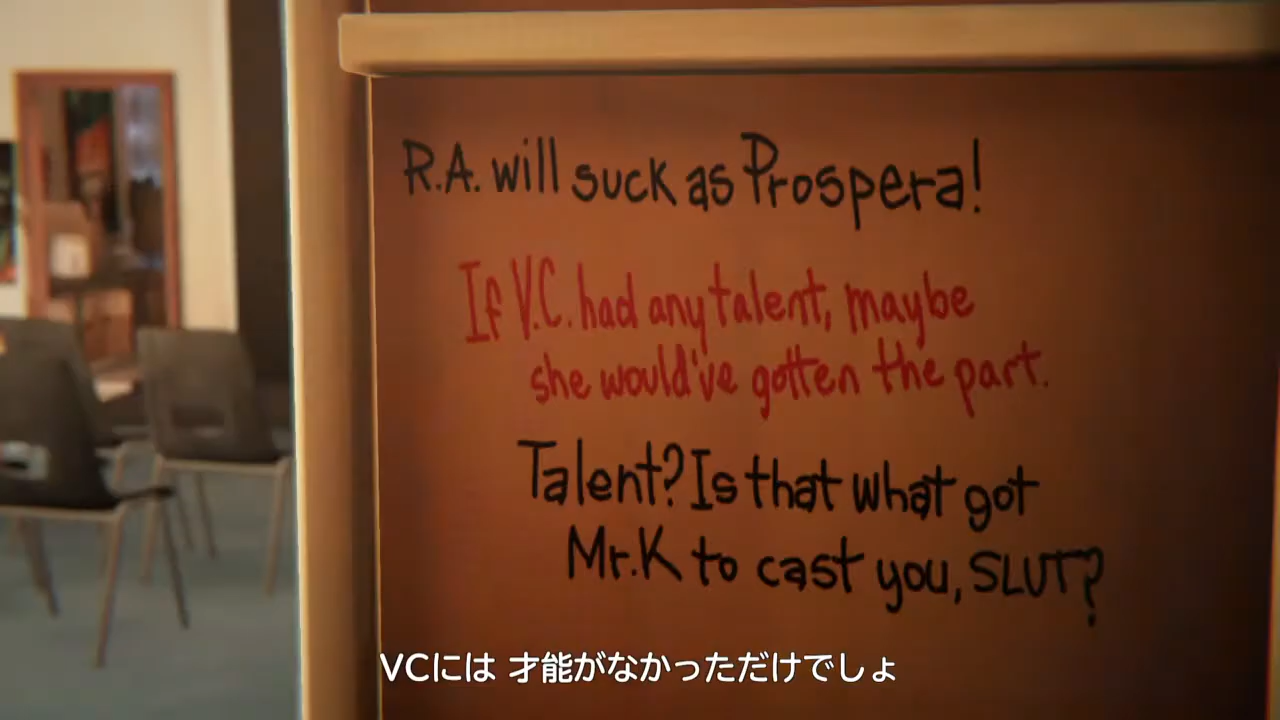 R.A. will suck as Prospera!
If V.C. had any talent, maybe
she would've gotten the part.
Talent? Is that what got
Mr.K to cast you, SLUT?
VCには 才能がなかっただけでしょ